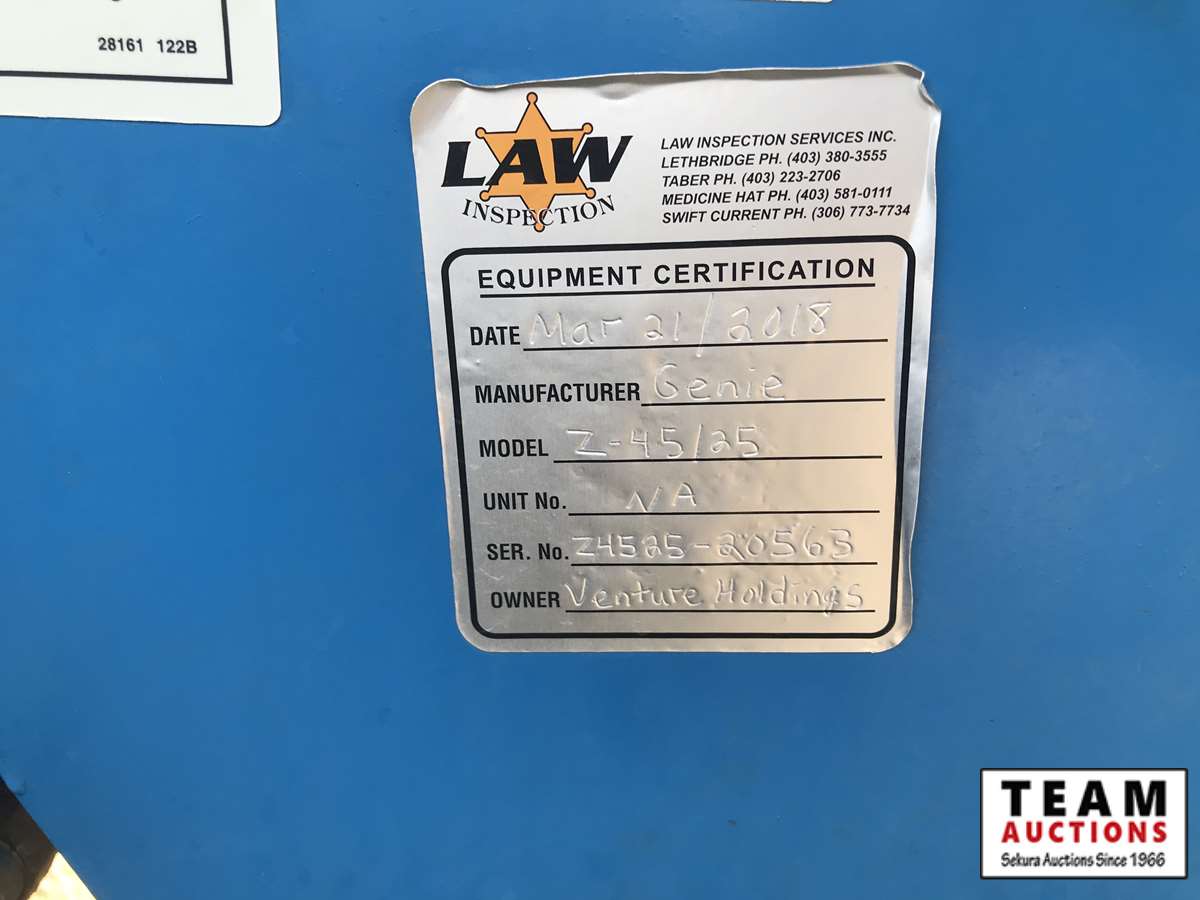 28161 122B
LAW
INSPECTION
LAW INSPECTION SERVICES INC.
LETHBRIDGE PH. (403) 380-3555
TABER PH. (403) 223-2706
MEDICINE HAT PH. (403) 581-0111
SWIFT CURRENT PH. (306) 773-7734
EQUIPMENT CERTIFICATION
DATE Mar 21/2018
MANUFACTURER Genie
MODEL Z-45/25
UNIT No. NA
SER. No. Z4525-20563
OWNER Venture Holdings
TEAM
AUCTIONS
Sekura Auctions Since 1966